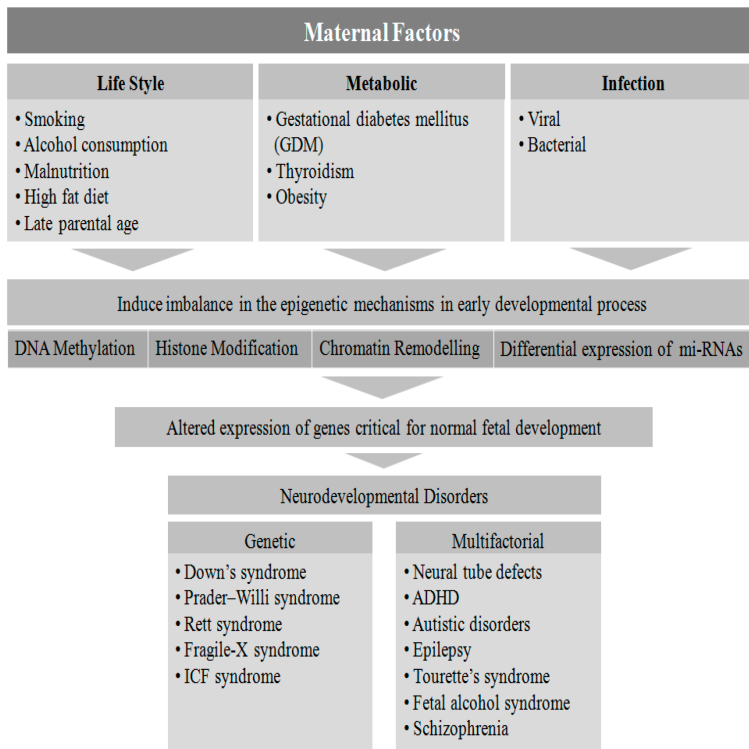 Maternal Factors
Life Style
• Smoking
• Alcohol consumption
• Malnutrition
• High fat diet
• Late parental age
Metabolic
• Gestational diabetes mellitus
(GDM)
• Thyroidism
• Obesity
Infection
• Viral
• Bacterial
Induce imbalance in the epigenetic mechanisms in early developmental process
DNA Methylation
Histone Modification
Chromatin Remodelling
Differential expression of mi-RNAs
Altered expression of genes critical for normal fetal development
Neurodevelopmental Disorders
Genetic
• Down’s syndrome
• Prader–Willi syndrome
• Rett syndrome
• Fragile-X syndrome
• ICF syndrome
Multifactorial
• Neural tube defects
• ADHD
• Autistic disorders
• Epilepsy
• Tourette’s syndrome
• Fetal alcohol syndrome
• Schizophrenia